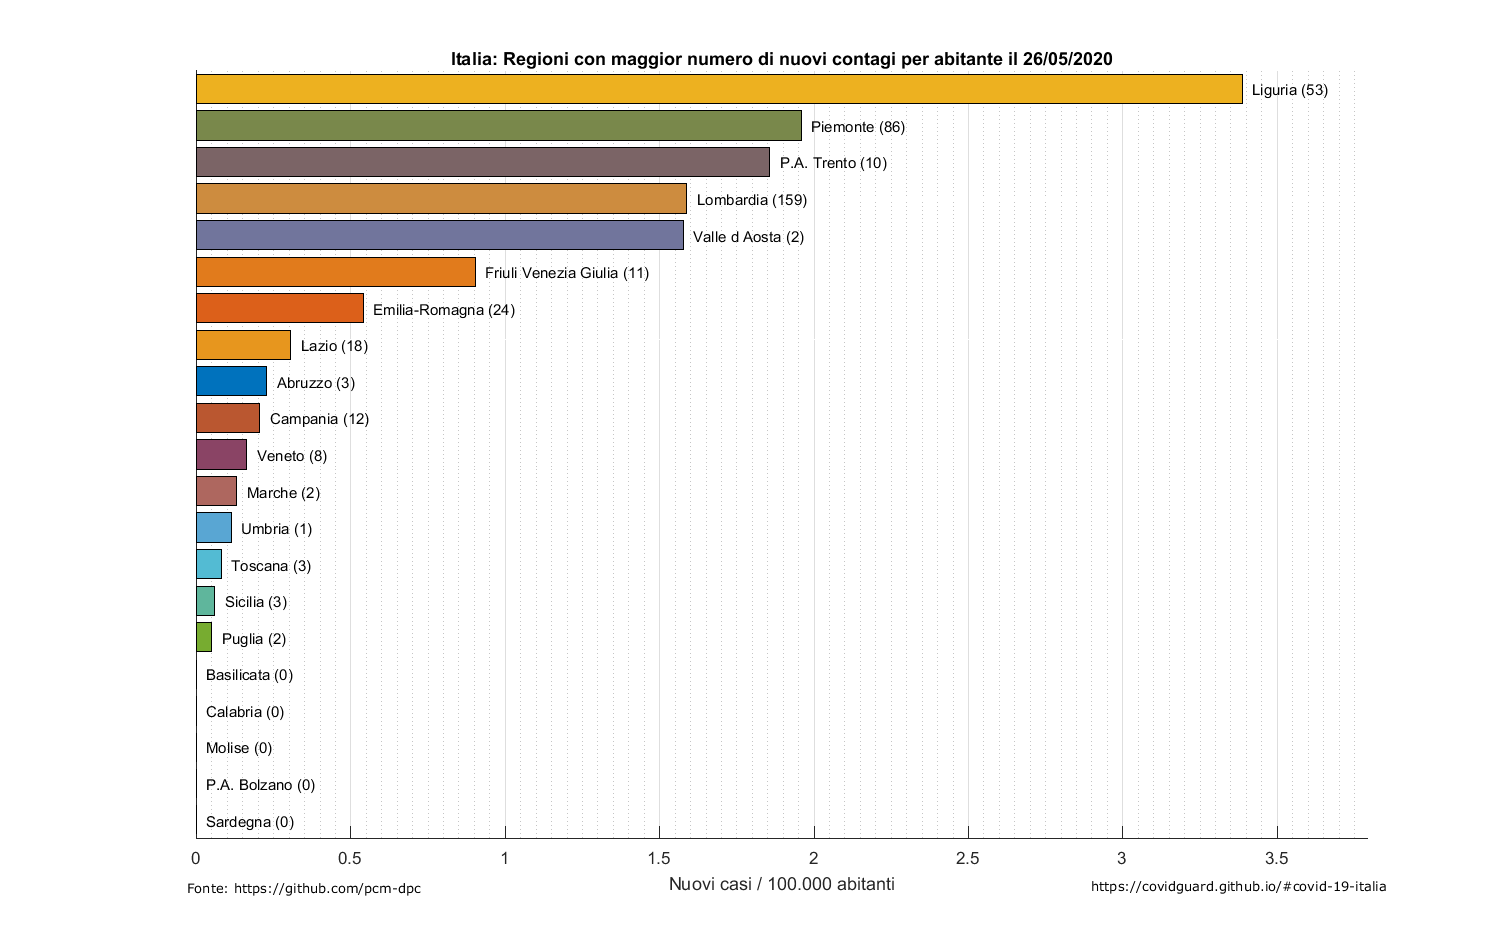 Italia: Regioni con maggior numero di nuovi contagi per abitante il 26/05/2020
Liguria (53)
Piemonte (86)
P.A. Trento (10)
Lombardia (159)
Valle d Aosta (2)
Friuli Venezia Giulia (11)
Emilia-Romagna (24)
Lazio (18)
Abruzzo (3)
Campania (12)
Veneto (8)
Marche (2)
Umbria (1)
Toscana (3)
Sicilia (3)
Puglia (2)
Basilicata (0)
Calabria (0)
Molise (0)
P.A. Bolzano (0)
Sardegna (0)
0 0.5 1 1.5 2 2.5 3 3.5
Nuovi casi / 100.000 abitanti
Fonte: https://github.com/pcm-dpc
https://covidguard.github.io/#covid-19-italia